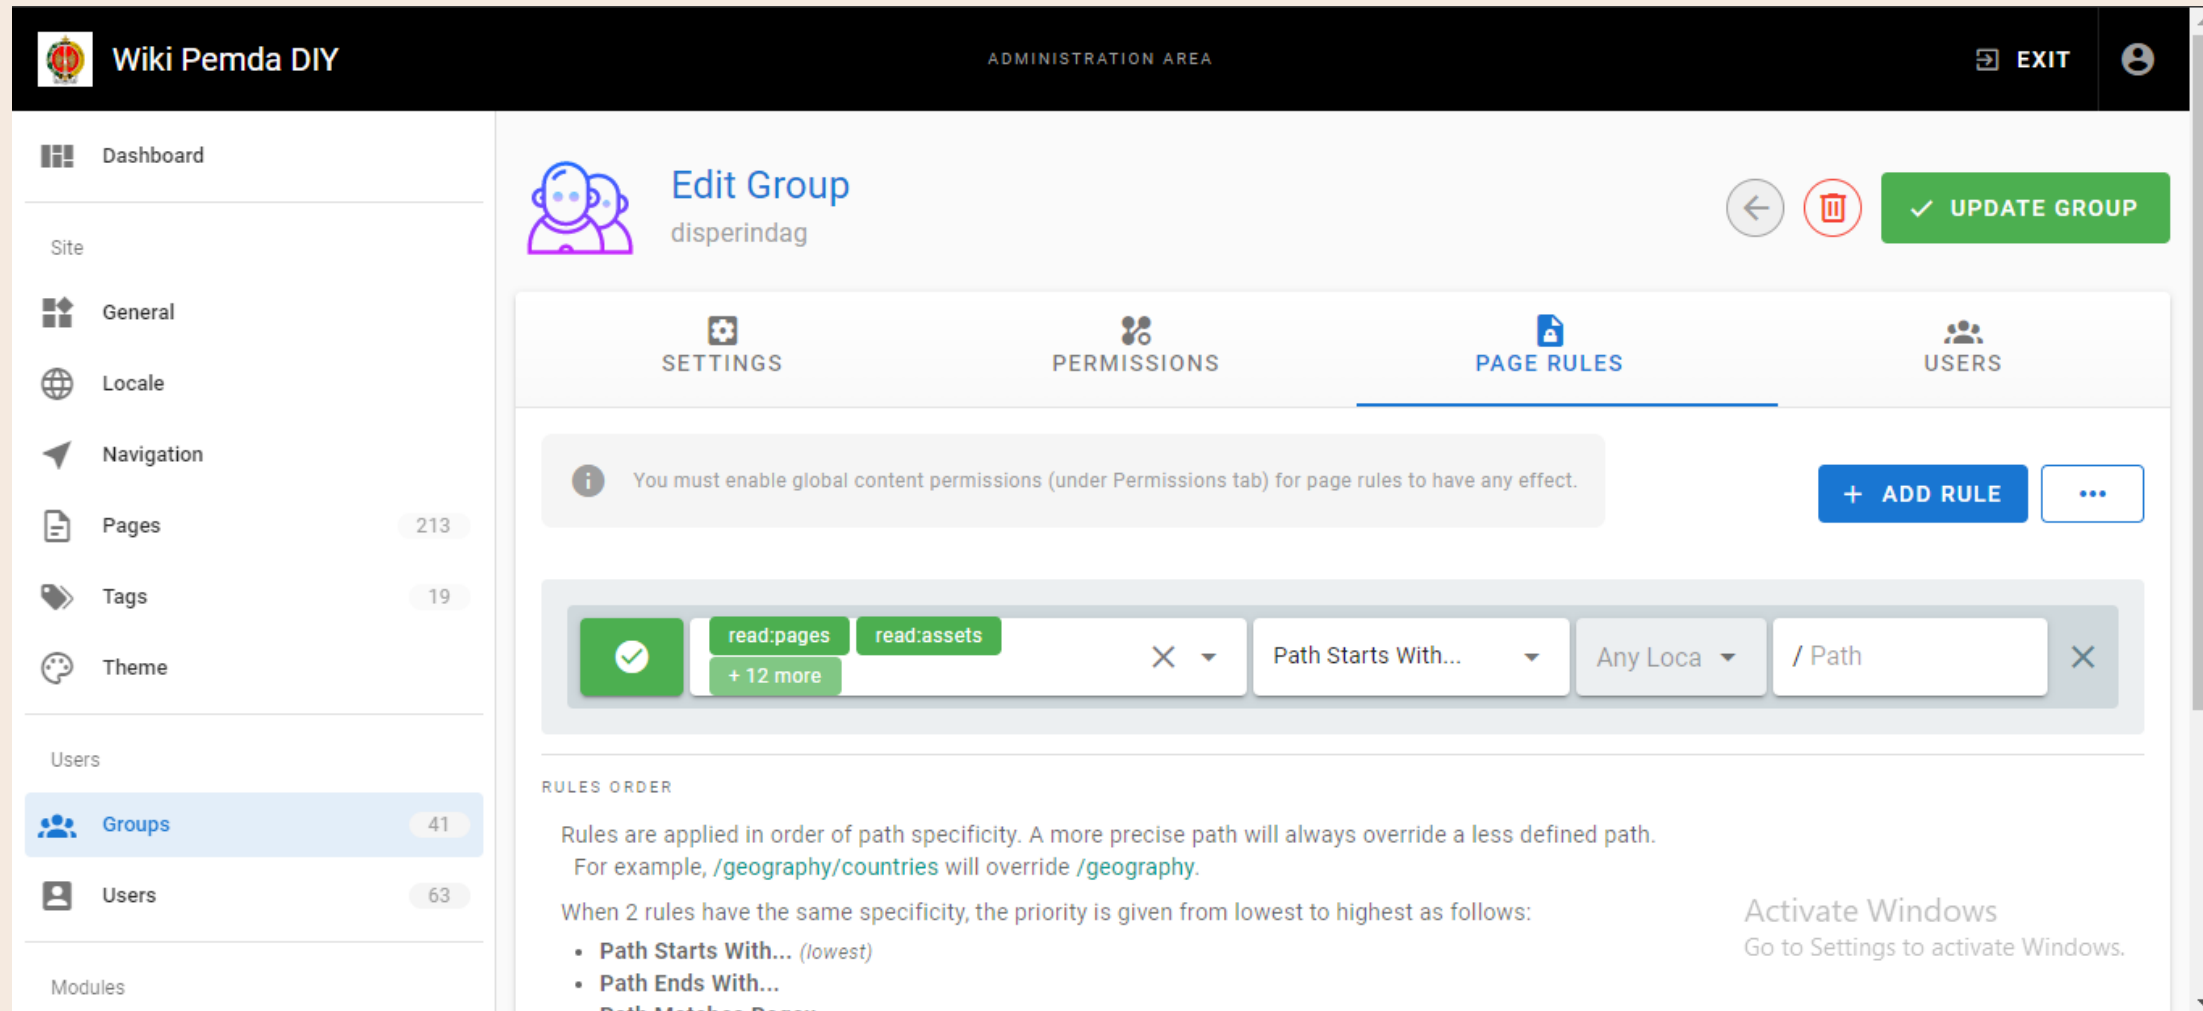 Wiki Pemda DIY
ADMINISTRATION AREA
EXIT
Dashboard
Site
General
Locale
Navigation
Pages 213
Tags 19
Theme
Users
Groups 41
Users 63
Modules
Edit Group
disperindag
UPDATE GROUP
SETTINGS
PERMISSIONS
PAGE RULES
USERS
You must enable global content permissions (under Permissions tab) for page rules to have any effect.
+ ADD RULE
...
read:pages read:assets
+ 12 more
Path Starts With...
Any Loca
/ Path
RULES ORDER
Rules are applied in order of path specificity. A more precise path will always override a less defined path.
For example, /geography/countries will override /geography.
When 2 rules have the same specificity, the priority is given from lowest to highest as follows:
• Path Starts With... (lowest)
• Path Ends With...
Activate Windows
Go to Settings to activate Windows.